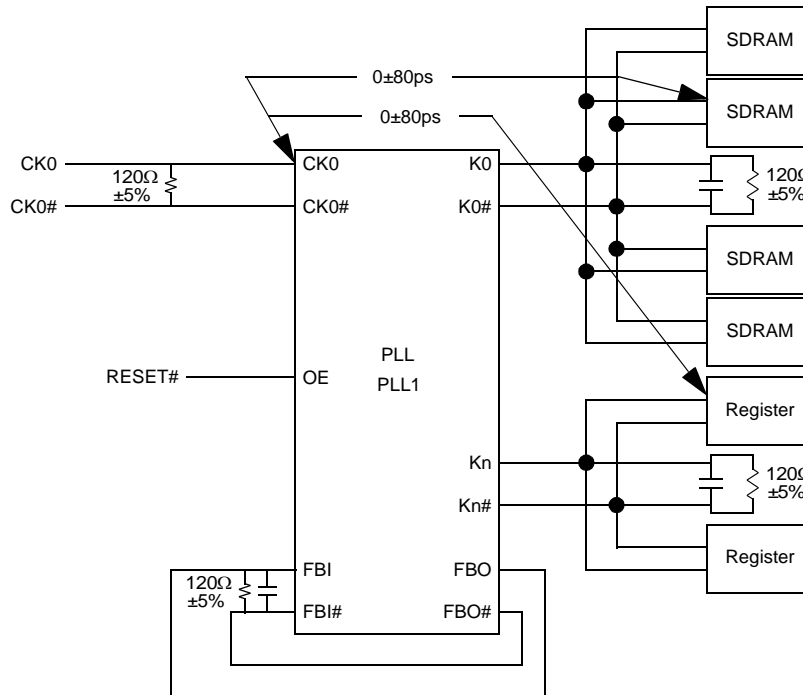 SDRAM
0±80ps
SDRAM
0±80ps
CK0
CK0
K0
120Ω
±5%
120Ω
±5%
CK0#
CK0#
K0#
SDRAM
SDRAM
PLL
PLL1
RESET#
OE
Register
Kn
120Ω
±5%
Kn#
Register
120Ω
±5%
FBI
FBO
FBI#
FBO#